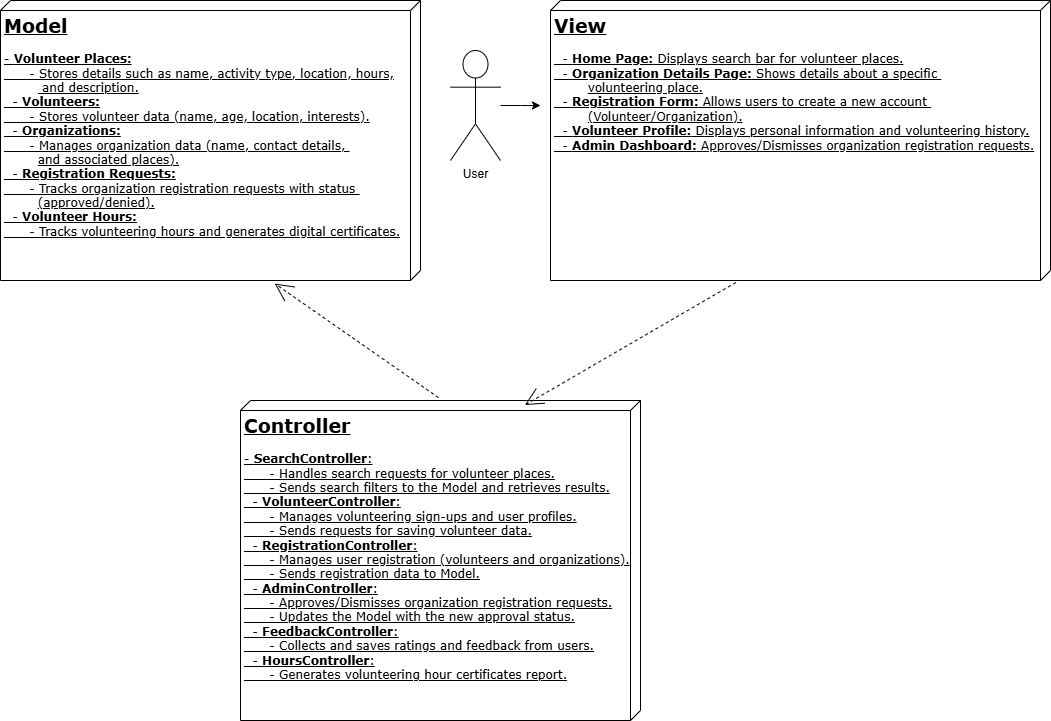 Model
- Volunteer Places:
- Stores details such as name, activity type, location, hours,
and description.
- Volunteers:
- Stores volunteer data (name, age, location, interests).
- Organizations:
- Manages organization data (name, contact details,
and associated places).
- Registration Requests:
- Tracks organization registration requests with status
(approved/denied).
- Volunteer Hours:
- Tracks volunteering hours and generates digital certificates.
User
View
- Home Page: Displays search bar for volunteer places.
- Organization Details Page: Shows details about a specific
volunteering place.
- Registration Form: Allows users to create a new account
(Volunteer/Organization).
- Volunteer Profile: Displays personal information and volunteering history.
- Admin Dashboard: Approves/Dismisses organization registration requests.
Controller
- SearchController:
- Handles search requests for volunteer places.
- Sends search filters to the Model and retrieves results.
- VolunteerController:
- Manages volunteering sign-ups and user profiles.
- Sends requests for saving volunteer data.
- RegistrationController:
- Manages user registration (volunteers and organizations).
- Sends registration data to Model.
- AdminController:
- Approves/Dismisses organization registration requests.
- Updates the Model with the new approval status.
- FeedbackController:
- Collects and saves ratings and feedback from users.
- HoursController:
- Generates volunteering hour certificates report.